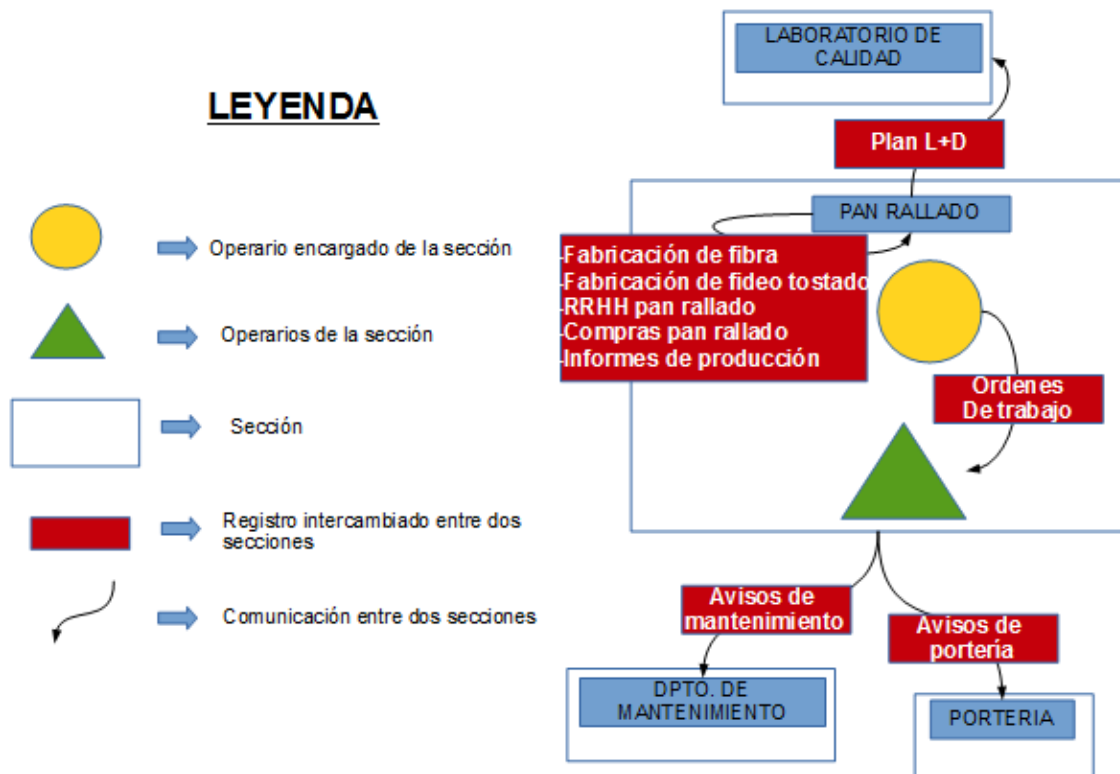 LEYENDA
Operario encargado de la sección
Operarios de la sección
Sección
Registro intercambiado entre dos
secciones
Comunicación entre dos secciones
LABORATORIO DE
CALIDAD
Plan L+D
PAN RALLADO
-Fabricación de fibra
-Fabricación de fideo tostado
-RRHH pan rallado
-Compras pan rallado
-Informes de producción
Ordenes
De trabajo
Avisos de
mantenimiento
Avisos de
portería
DPTO. DE
MANTENIMIENTO
PORTERIA